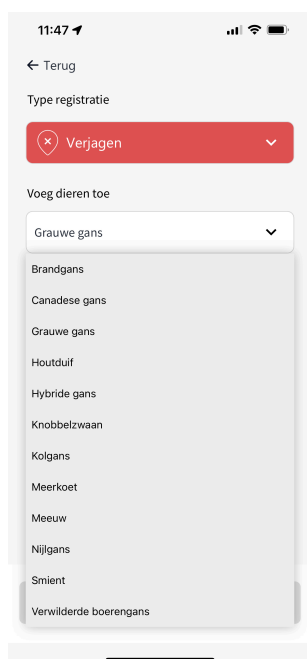 11:47
← Terug
Type registratie
Verjagen
Voeg dieren toe
Grauwe gans
Brandgans
Canadese gans
Grauwe gans
Houtduif
Hybride gans
Knobbelzwaan
Kolgans
Meerkoet
Meeuw
Nijlgans
Smient
Verwilderde boerengans